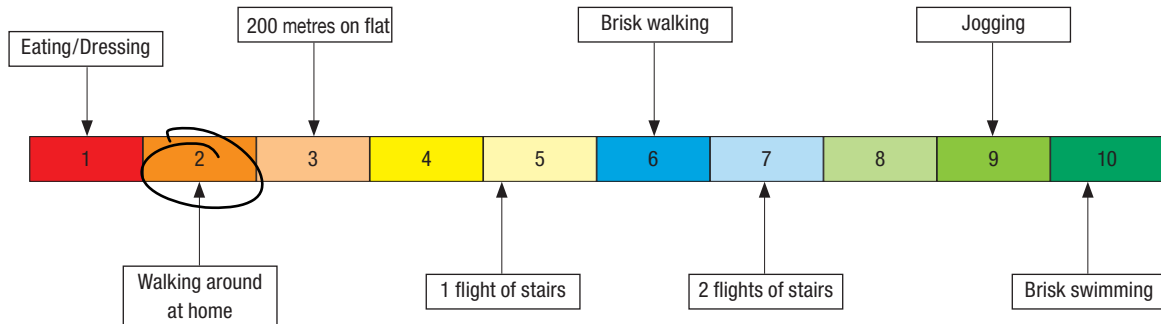 200 metres on flat
Brisk walking
Jogging
Eating/Dressing
1 2 3 4 5 6 7 8 9 10
Walking around
at home
1 flight of stairs
2 flights of stairs
Brisk swimming